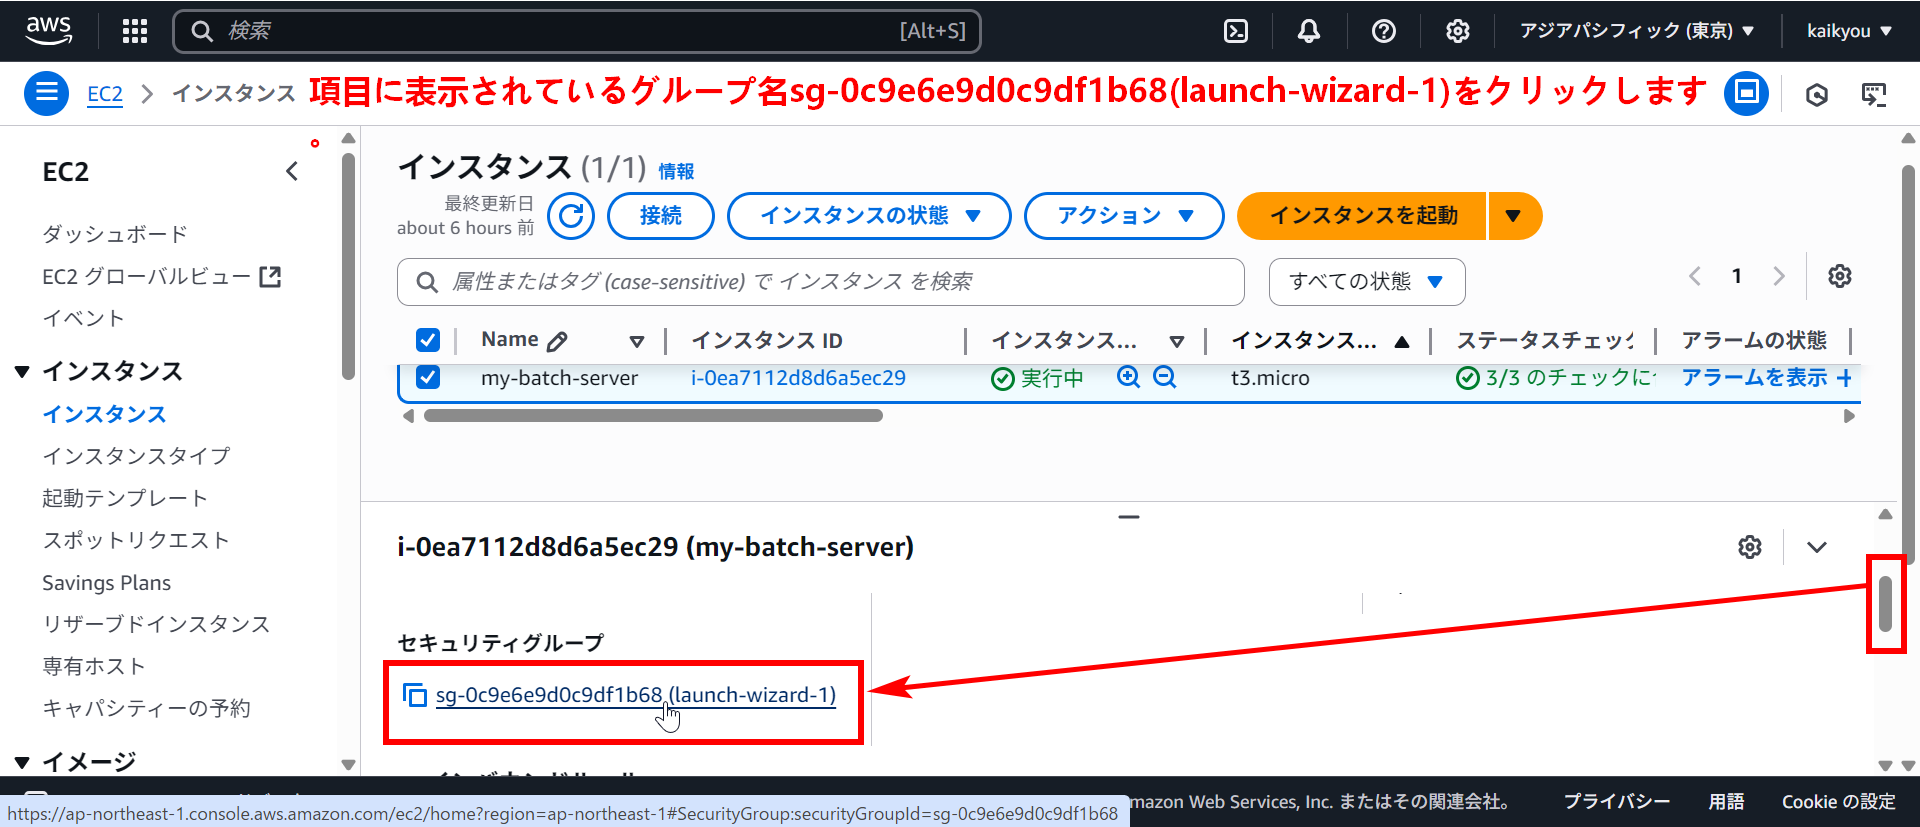 aws
検索
[Alt+S]
アジアパシフィック (東京) ▼
kaikyou ▼
EC2 > インスタンス
項目に表示されているグループ名sg-0c9e6e9d0c9df1b68(launch-wizard-1)をクリックします
EC2
ダッシュボード
EC2 グローバルビュー
イベント
▼ インスタンス
インスタンス
インスタンスタイプ
起動テンプレート
スポットリクエスト
Savings Plans
リザーブドインスタンス
専有ホスト
キャパシティーの予約
▼ イメージ
インスタンス (1/1) 情報
最終更新日
about 6 hours 前
接続
インスタンスの状態 ▼
アクション ▼
インスタンスを起動 ▼
属性またはタグ (case-sensitive) で インスタンス を検索
すべての状態 ▼
1
Name
インスタンス ID
インスタンス...
インスタンス... ▲
ステータスチェック
アラームの状態
my-batch-server
i-0ea7112d8d6a5ec29
実行中
t3.micro
3/3 のチェックに
アラームを表示 +
i-0ea7112d8d6a5ec29 (my-batch-server)
セキュリティグループ
sg-0c9e6e9d0c9df1b68 (launch-wizard-1)
https://ap-northeast-1.console.aws.amazon.com/ec2/home?region=ap-northeast-1#SecurityGroup:securityGroupId=sg-0c9e6e9d0c9df1b68
mazon Web Services, Inc. またはその関連会社。
プライバシー
用語
Cookie の設定